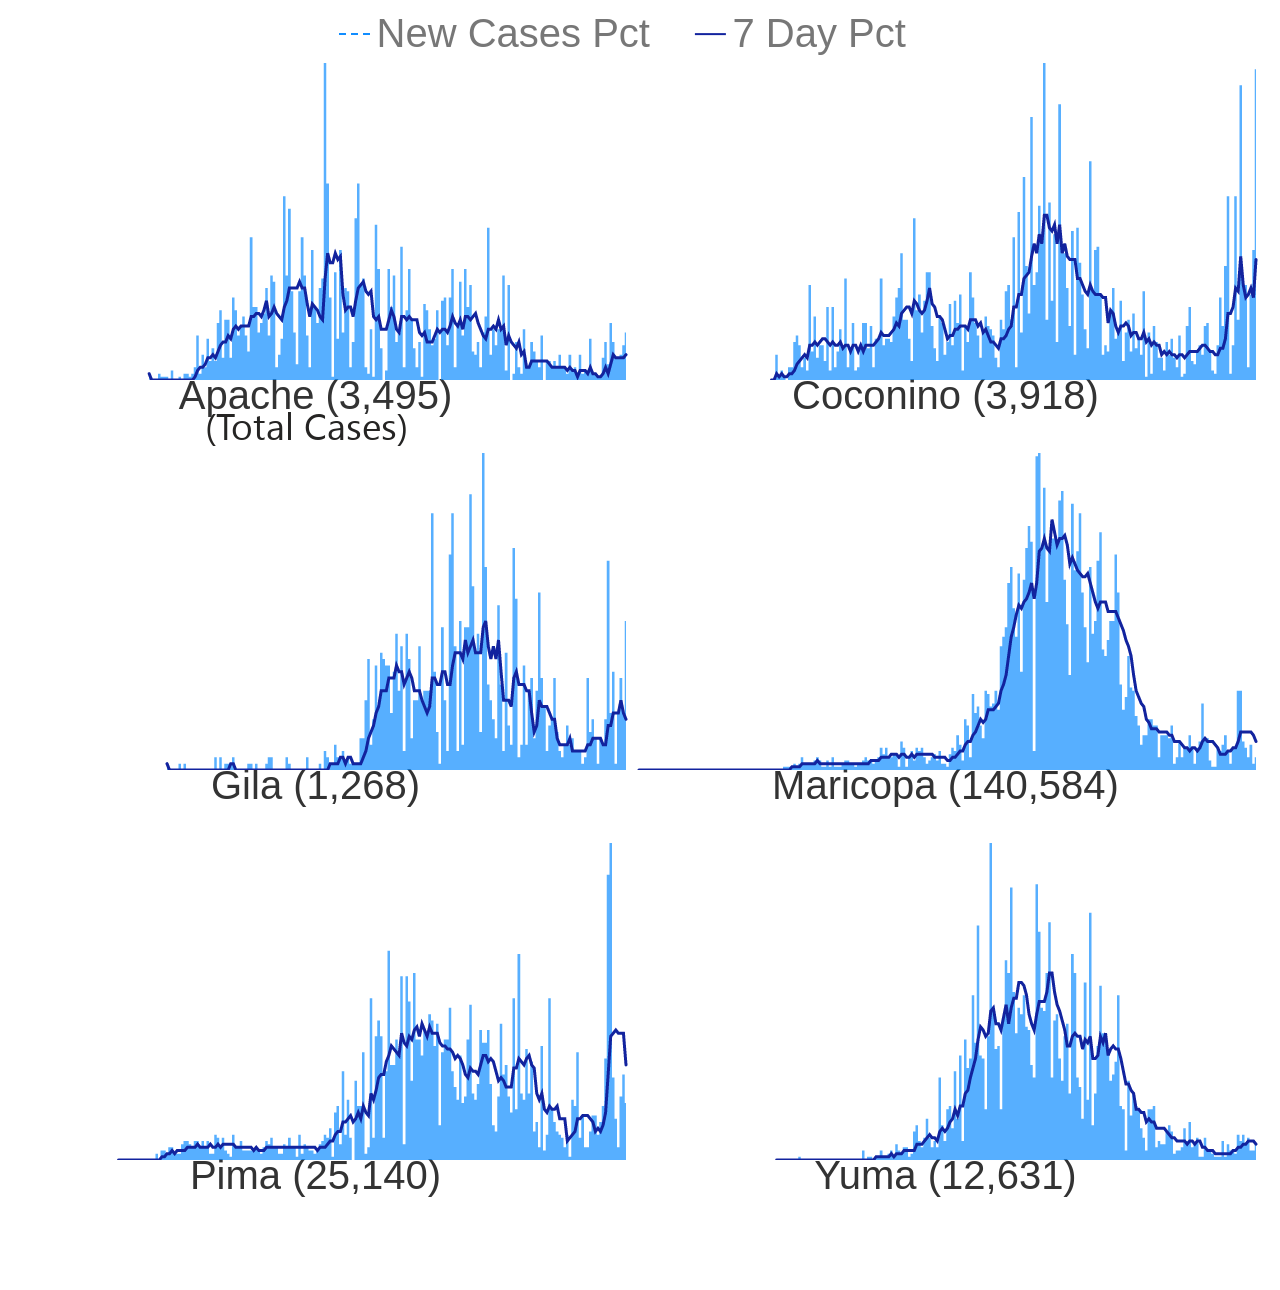 New Cases Pct 7 Day Pct
Apache (3,495) Coconino (3,918)
(Total Cases)
Gila (1,268) Maricopa (140,584)
Pima (25,140) Yuma (12,631)